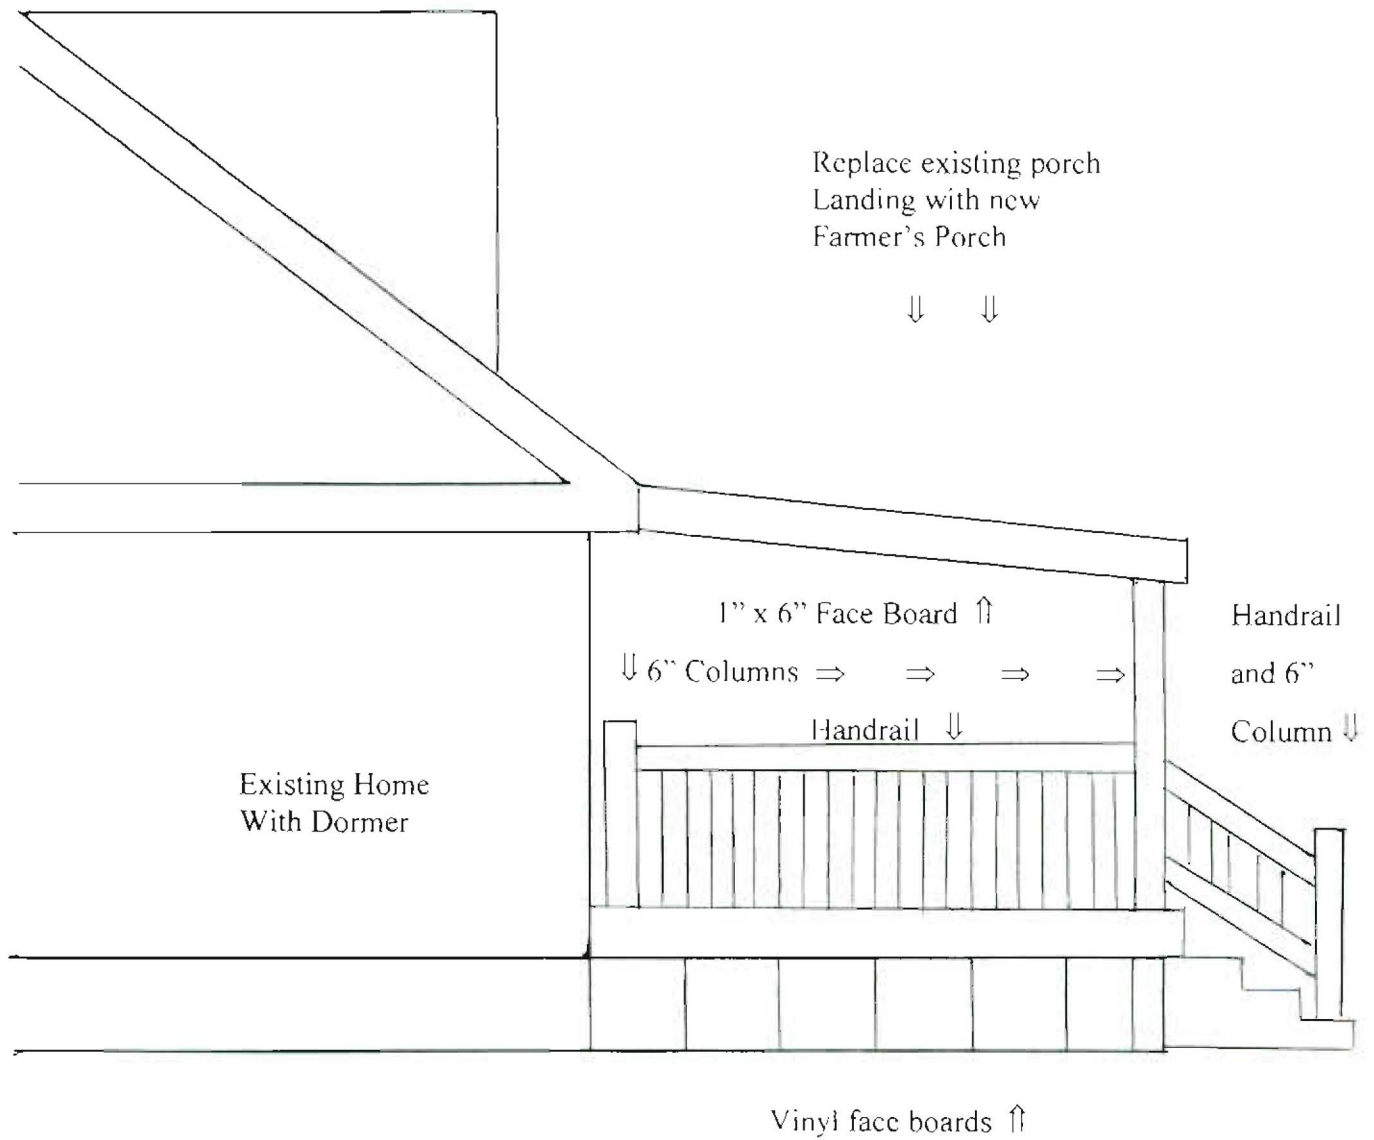 Replace existing porch
Landing with new
Farmer's Porch
⇓ ⇓
1” x 6” Face Board ⇑
⇓ 6” Columns ⇒ ⇒ ⇒ ⇒
Handrail ⇓
Handrail
and 6”
Column ⇓
Existing Home
With Dormer
Vinyl face boards ⇑